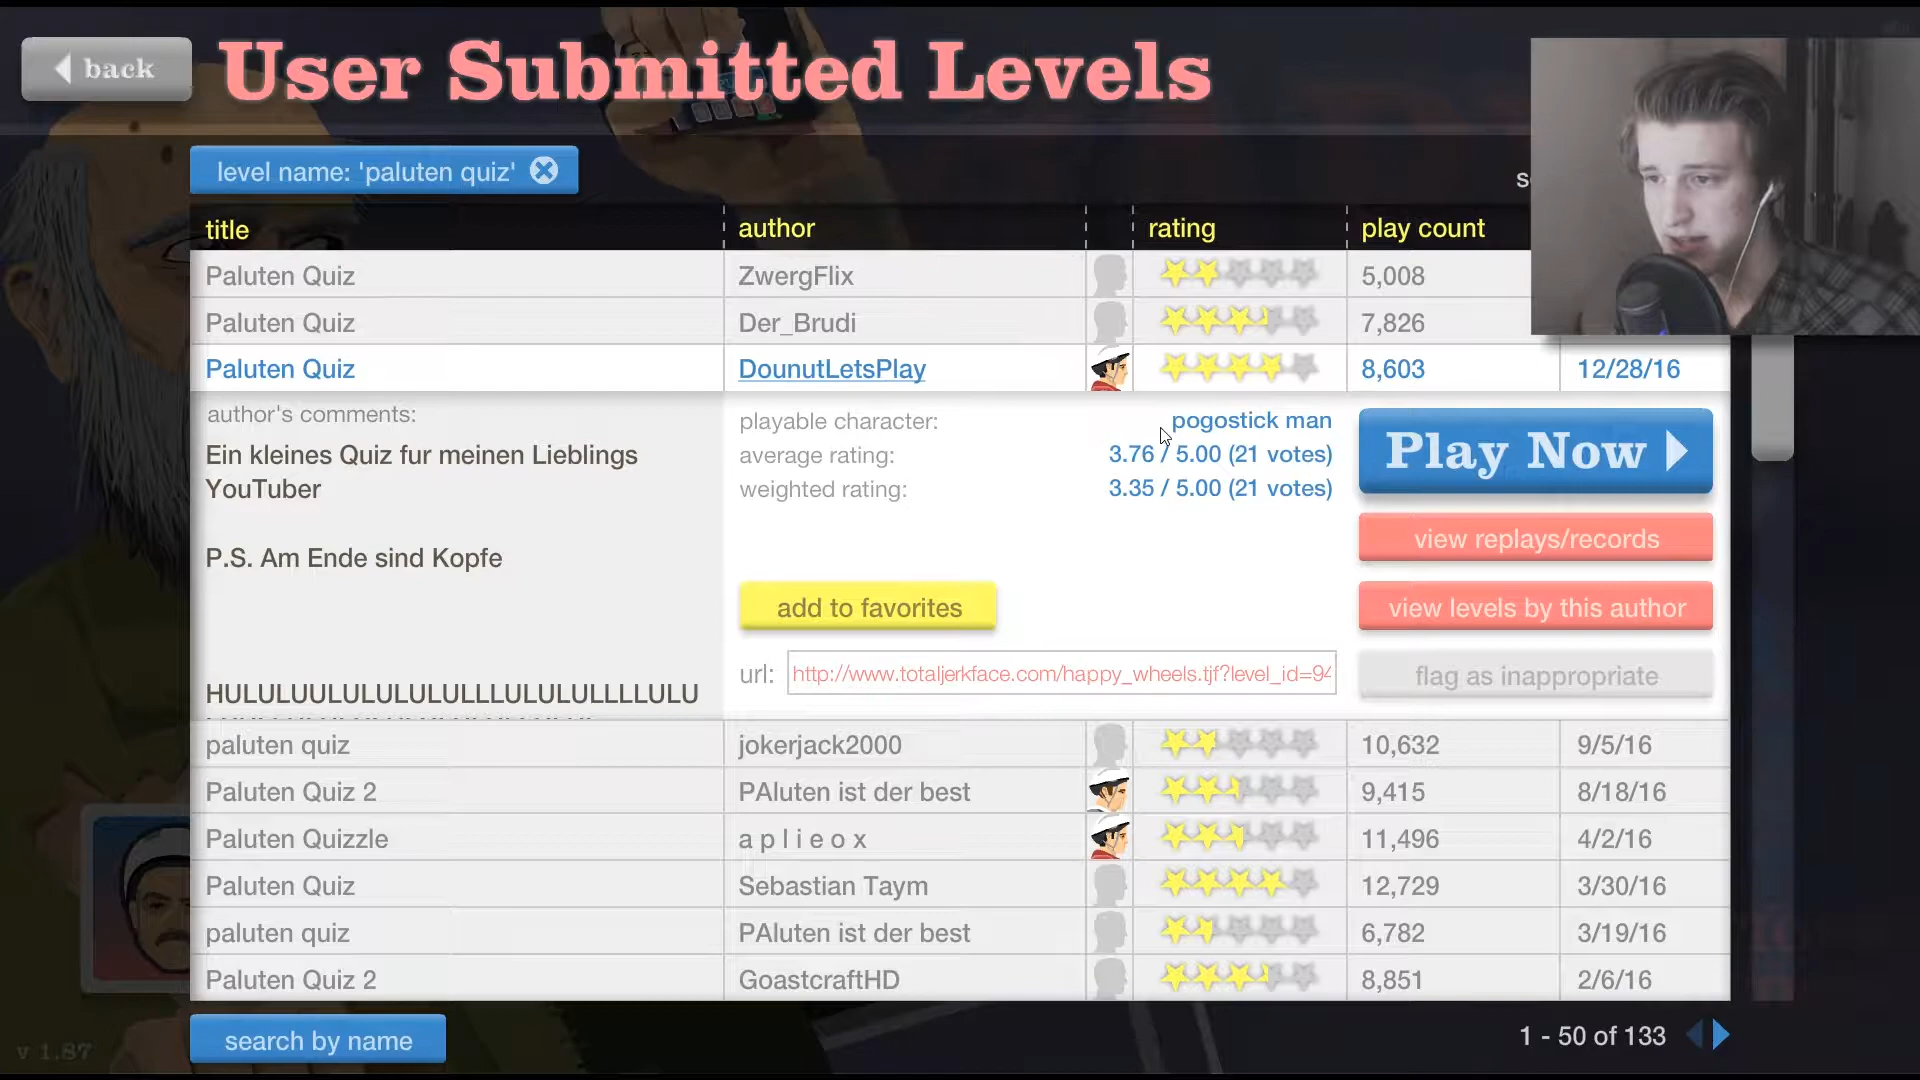 back
User Submitted Levels
level name: 'paluten quiz'
title author rating play count
Paluten Quiz ZwergFlix 5,008
Paluten Quiz Der_Brudi 7,826
Paluten Quiz DounutLetsPlay 8,603 12/28/16
author's comments:
Ein kleines Quiz fur meinen Lieblings
YouTuber
P.S. Am Ende sind Kopfe
HULULUULULULULULLLULULULLLLULU
playable character: pogostick man
average rating: 3.76 / 5.00 (21 votes)
weighted rating: 3.35 / 5.00 (21 votes)
add to favorites
url: http://www.totaljerkface.com/happy_wheels.tjf?level_id=94
Play Now
view replays/records
view levels by this author
flag as inappropriate
paluten quiz jokerjack2000 10,632 9/5/16
Paluten Quiz 2 PAluten ist der best 9,415 8/18/16
Paluten Quizzle a p l i e o x 11,496 4/2/16
Paluten Quiz Sebastian Taym 12,729 3/30/16
paluten quiz PAluten ist der best 6,782 3/19/16
Paluten Quiz 2 GoastcraftHD 8,851 2/6/16
search by name
1 - 50 of 133
v 1.87